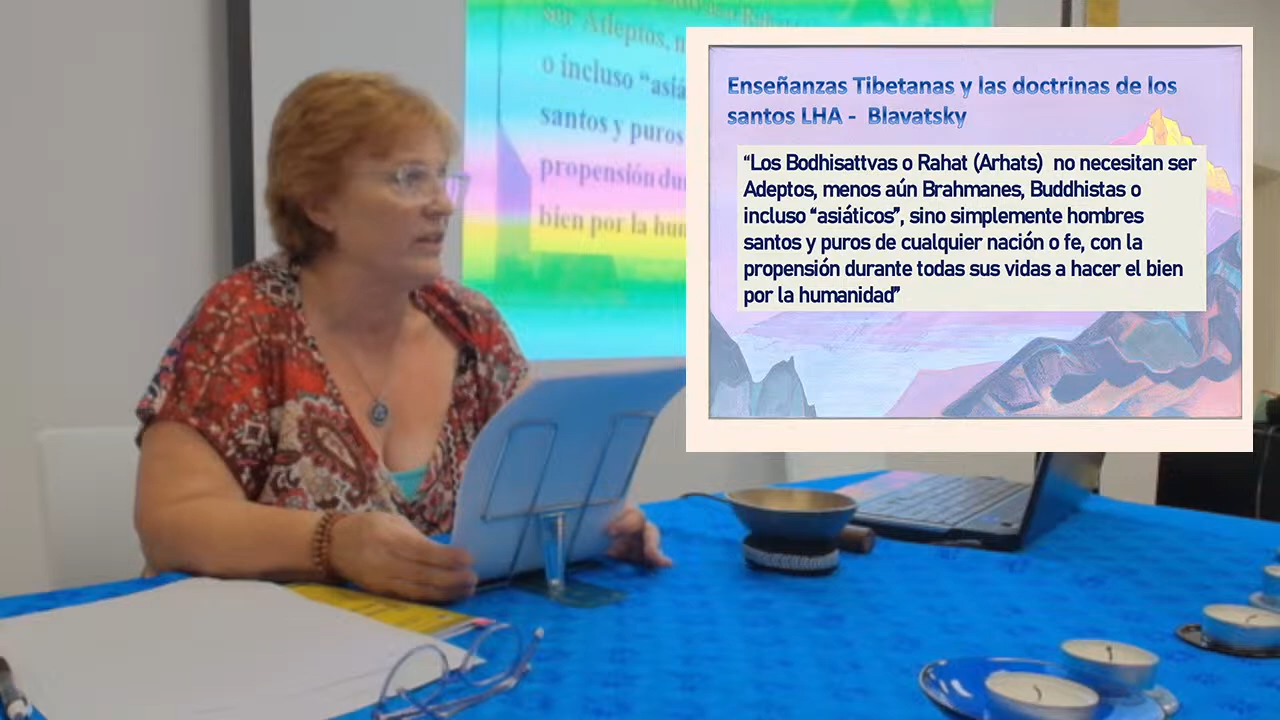 ser Adeptos,
o incluso “asiá
santos y puros
propensión du
bien por la hum
Enseñanzas Tibetanas y las doctrinas de los
santos LHA - Blavatsky
“Los Bodhisattvas o Rahat (Arhats) no necesitan ser
Adeptos, menos aún Brahmanes, Buddhistas o
incluso “asiáticos”, sino simplemente hombres
santos y puros de cualquier nación o fe, con la
propensión durante todas sus vidas a hacer el bien
por la humanidad”